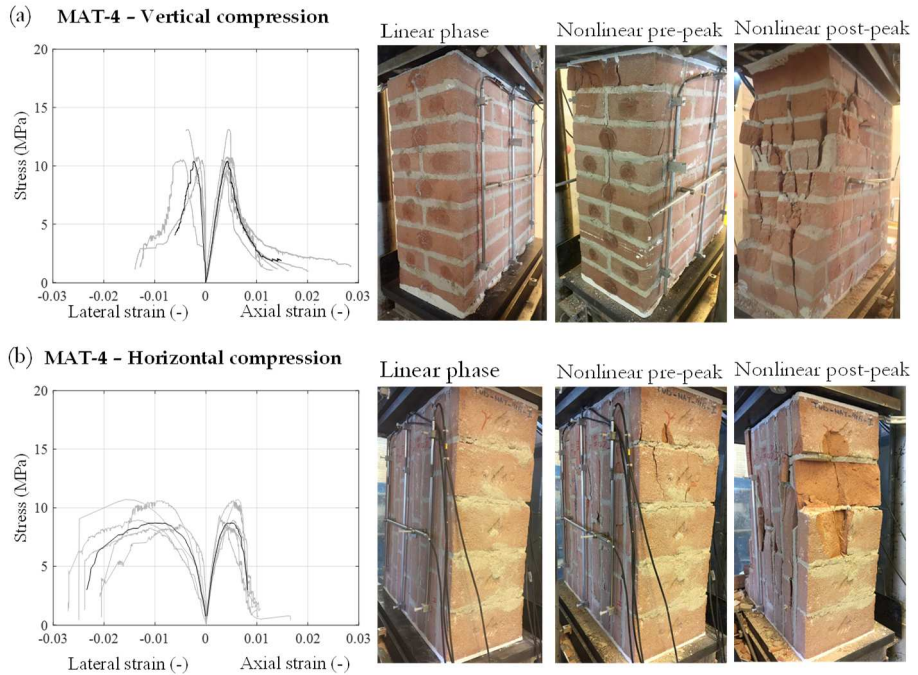 (a) MAT-4 – Vertical compression
Linear phase
Nonlinear pre-peak
Nonlinear post-peak
20
15
10
5
0
Stress (MPa)
-0.03 -0.02 -0.01 0 0.01 0.02 0.03
Lateral strain (-) Axial strain (-)
(b) MAT-4 – Horizontal compression
Linear phase
Nonlinear pre-peak
Nonlinear post-peak
20
15
10
5
0
Stress (MPa)
-0.03 -0.02 -0.01 0 0.01 0.02 0.03
Lateral strain (-) Axial strain (-)